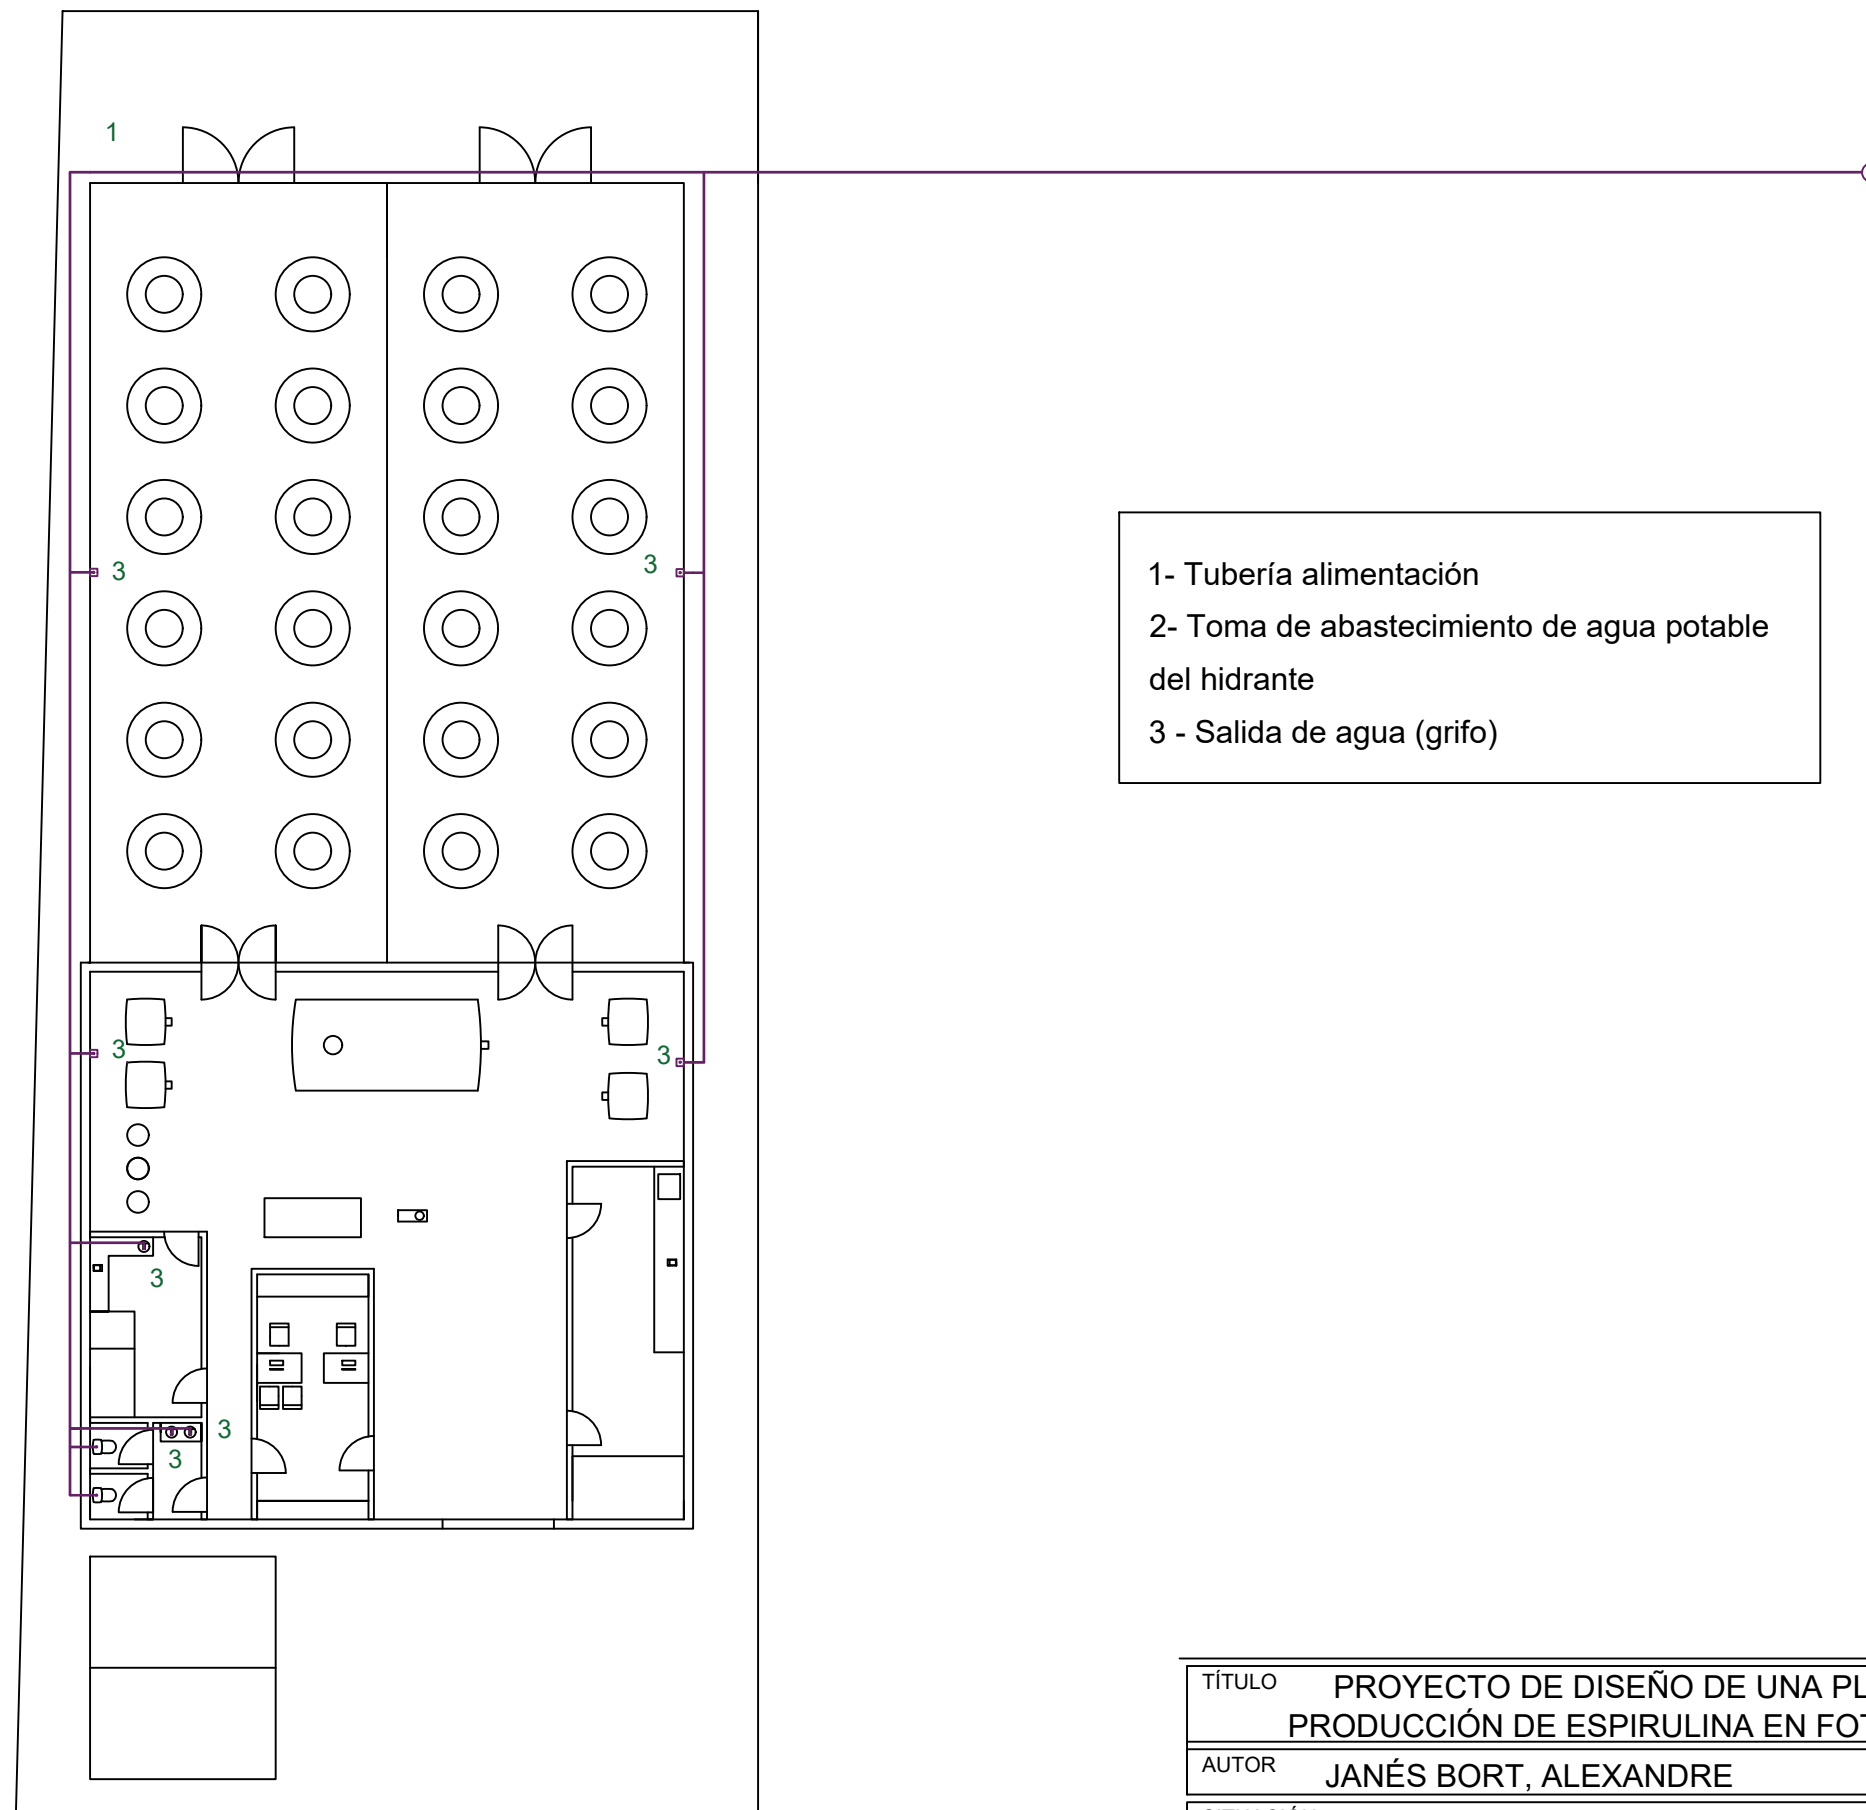 1
3
3
1- Tubería alimentación
2- Toma de abastecimiento de agua potable
del hidrante
3 - Salida de agua (grifo)
3
3
3
3
3
TÍTULO PROYECTO DE DISEÑO DE UNA
PRODUCCIÓN DE ESPIRULINA EN
AUTOR JANÉS BORT, ALEXANDRE